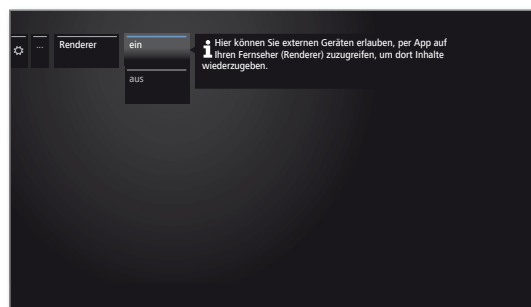 ... Renderer ein Hier können Sie externen Geräten erlauben, per App auf
Ihren Fernseher (Renderer) zuzugreifen, um dort Inhalte
wiederzugeben.
aus